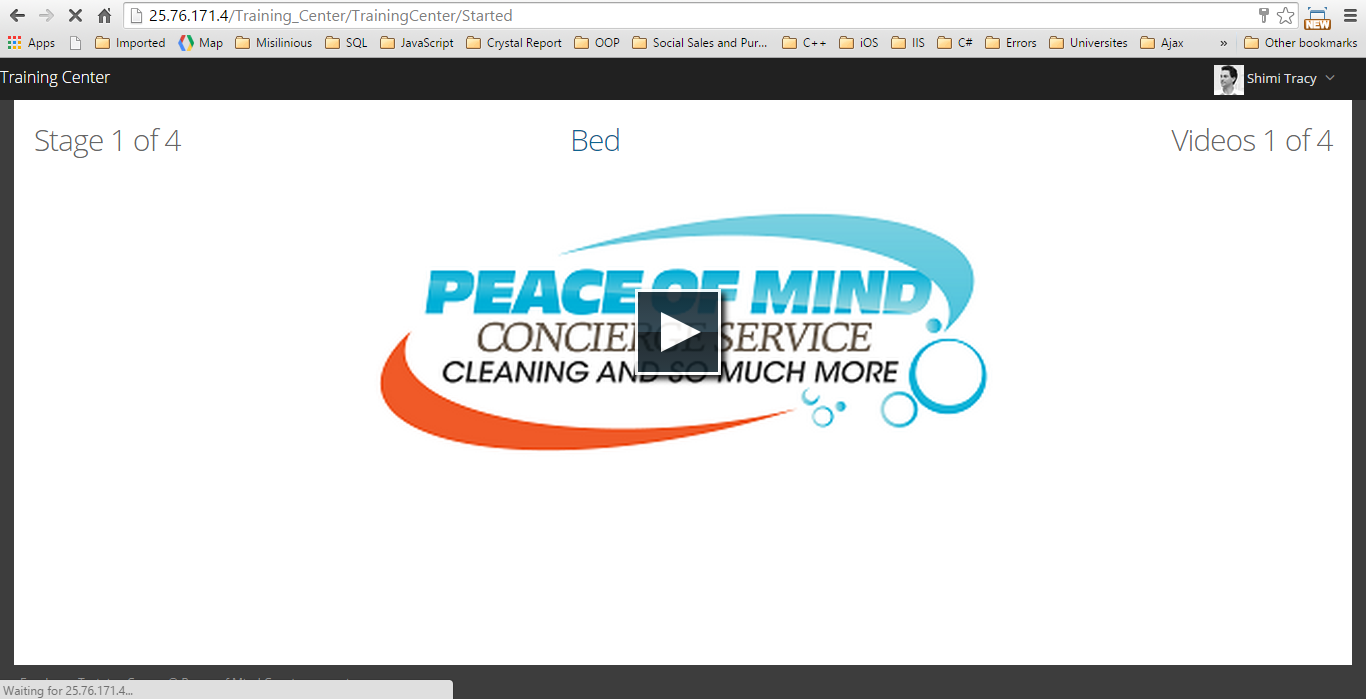 25.76.171.4/Training_Center/TrainingCenter/Started
NEW
Apps Imported Map Misilinious SQL JavaScript Crystal Report OOP Social Sales and Pur... C++ iOS IIS C# Errors Universites Ajax » Other bookmarks
Training Center Shimi Tracy
Stage 1 of 4 Bed Videos 1 of 4
PEACE OF MIND
CONCIERGE SERVICE
CLEANING AND SO MUCH MORE
Waiting for 25.76.171.4...